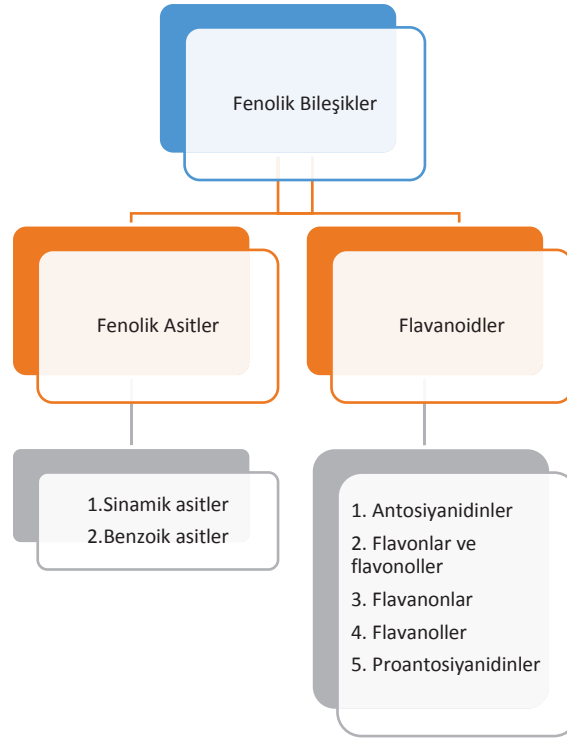 Fenolik Bileşikler
Fenolik Asitler
Flavanoidler
1.Sinamik asitler
2.Benzoik asitler
1. Antosiyanidinler
2. Flavonlar ve
flavonoller
3. Flavanonlar
4. Flavanoller
5. Proantosiyanidinler